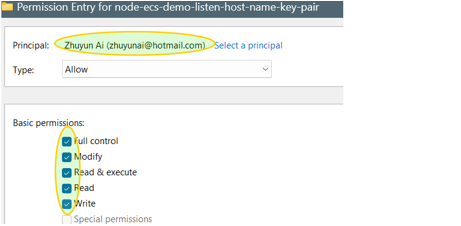 Permission Entry for node-ecs-demo-listen-host-name-key-pair
Principal: Zhuyun Ai (zhuyunai@hotmail.com) Select a principal
Type: Allow
Basic permissions:
Full control
Modify
Read & execute
Read
Write
Special permissions